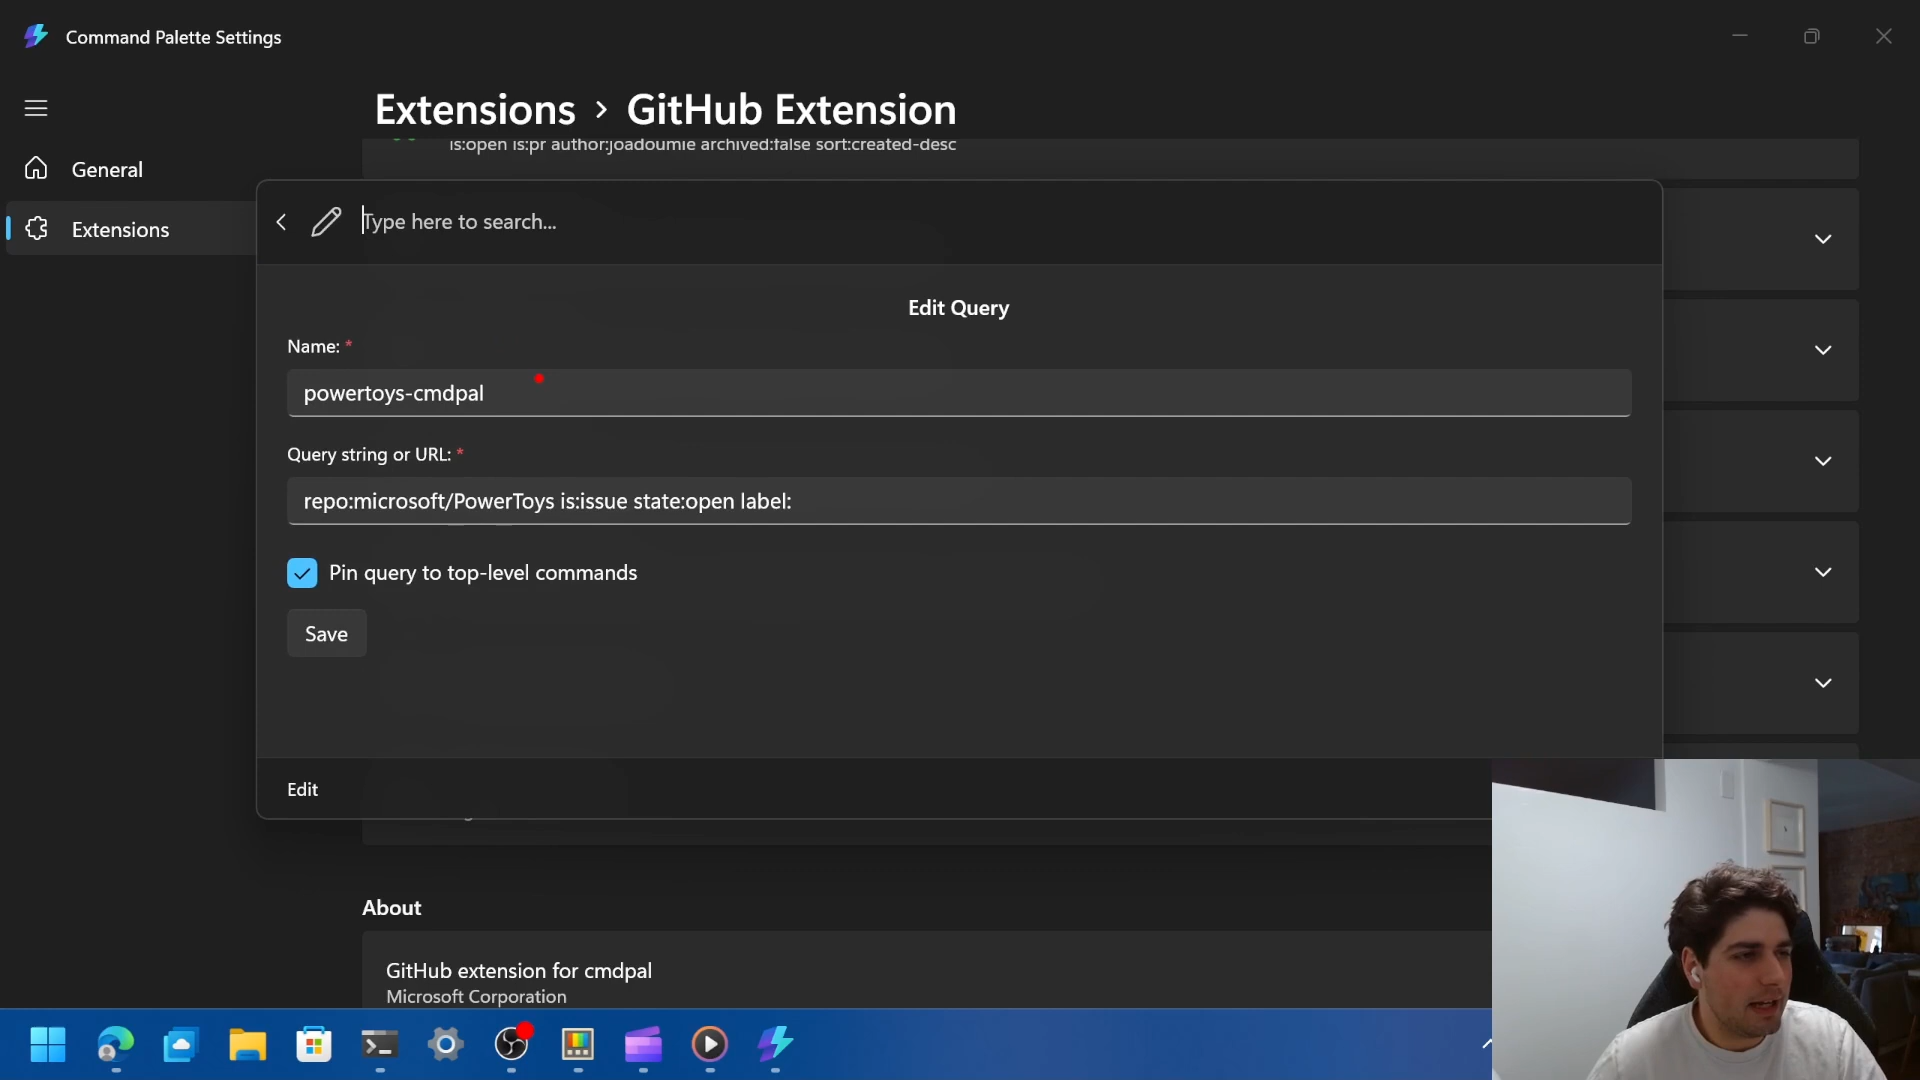 Command Palette Settings
Extensions › GitHub Extension
is:open is:pr author:joadoumie archived:false sort:created-desc
General
Extensions
Type here to search...
Edit Query
Name: *
powertoys-cmdpal
Query string or URL: *
repo:microsoft/PowerToys is:issue state:open label:
Pin query to top-level commands
Save
Edit
About
GitHub extension for cmdpal
Microsoft Corporation